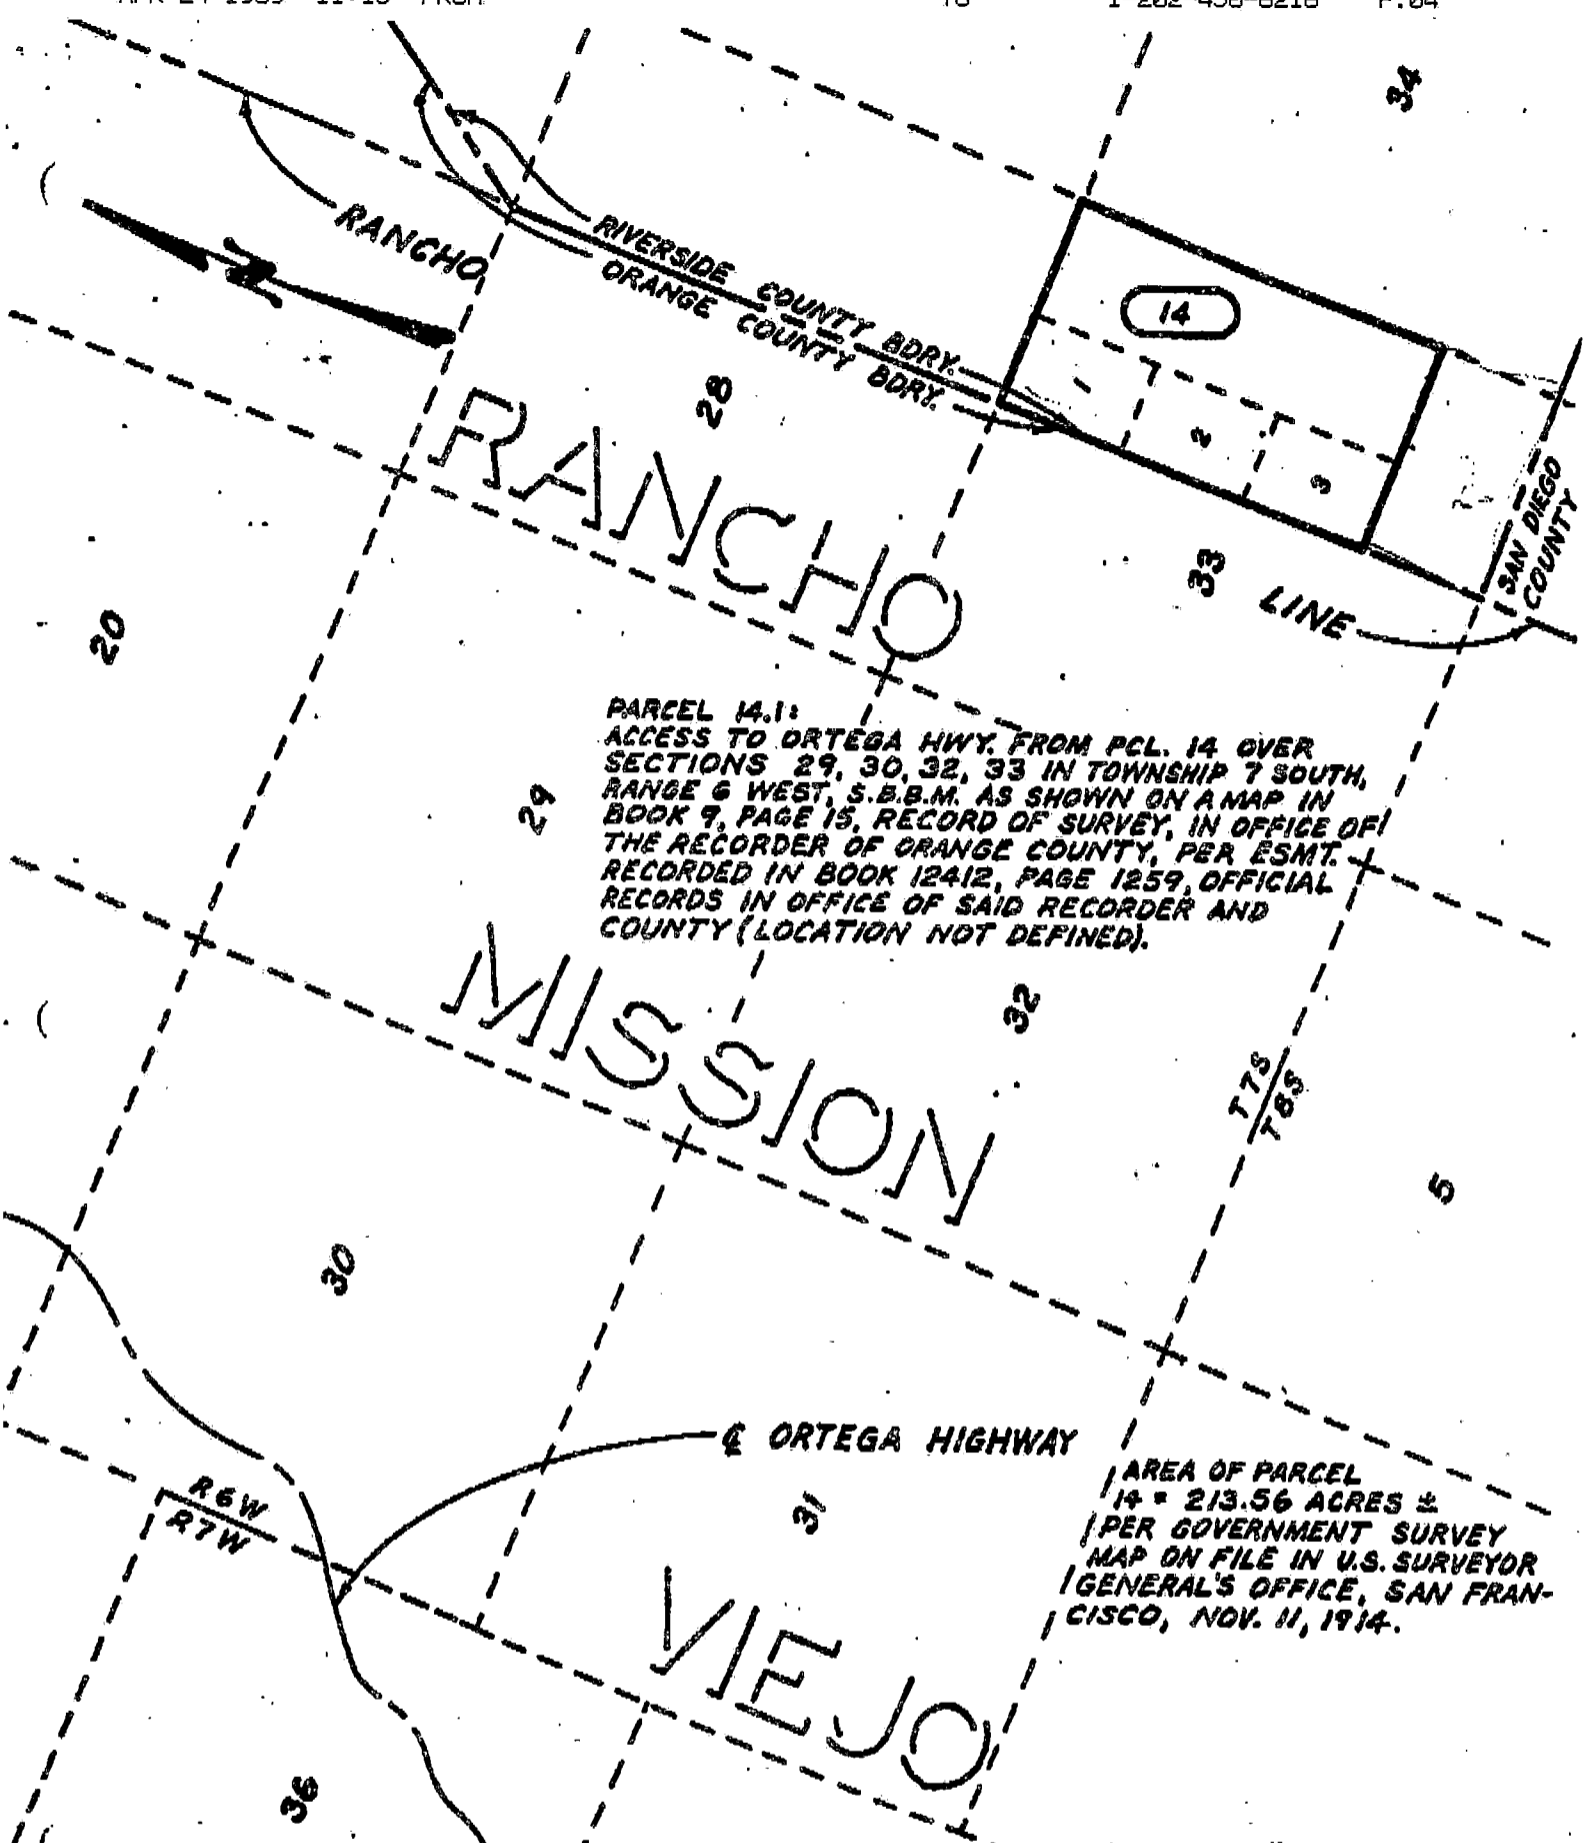 34
RANCHO
N
RIVERSIDE COUNTY BDRY.
ORANGE COUNTY BDRY.
14
28
2
3
SAN DIEGO
COUNTY
RANCHO
33
LINE
20
PARCEL 14.1:
ACCESS TO ORTEGA HWY. FROM PCL. 14 OVER
SECTIONS 29, 30, 32, 33 IN TOWNSHIP 7 SOUTH,
RANGE 6 WEST, S.B.B.M. AS SHOWN ON A MAP IN
BOOK 9, PAGE 15, RECORD OF SURVEY, IN OFFICE OF
THE RECORDER OF ORANGE COUNTY, PER ESMT.
RECORDED IN BOOK 12412, PAGE 1259, OFFICIAL
RECORDS IN OFFICE OF SAID RECORDER AND
COUNTY (LOCATION NOT DEFINED).
29
MISSION
32
T7S
T8S
5
30
℄ ORTEGA HIGHWAY
R6W
R7W
31
AREA OF PARCEL
14 = 213.56 ACRES ±
PER GOVERNMENT SURVEY
MAP ON FILE IN U.S. SURVEYOR
GENERAL'S OFFICE, SAN FRAN-
CISCO, NOV. 11, 1914.
VIEJO
36